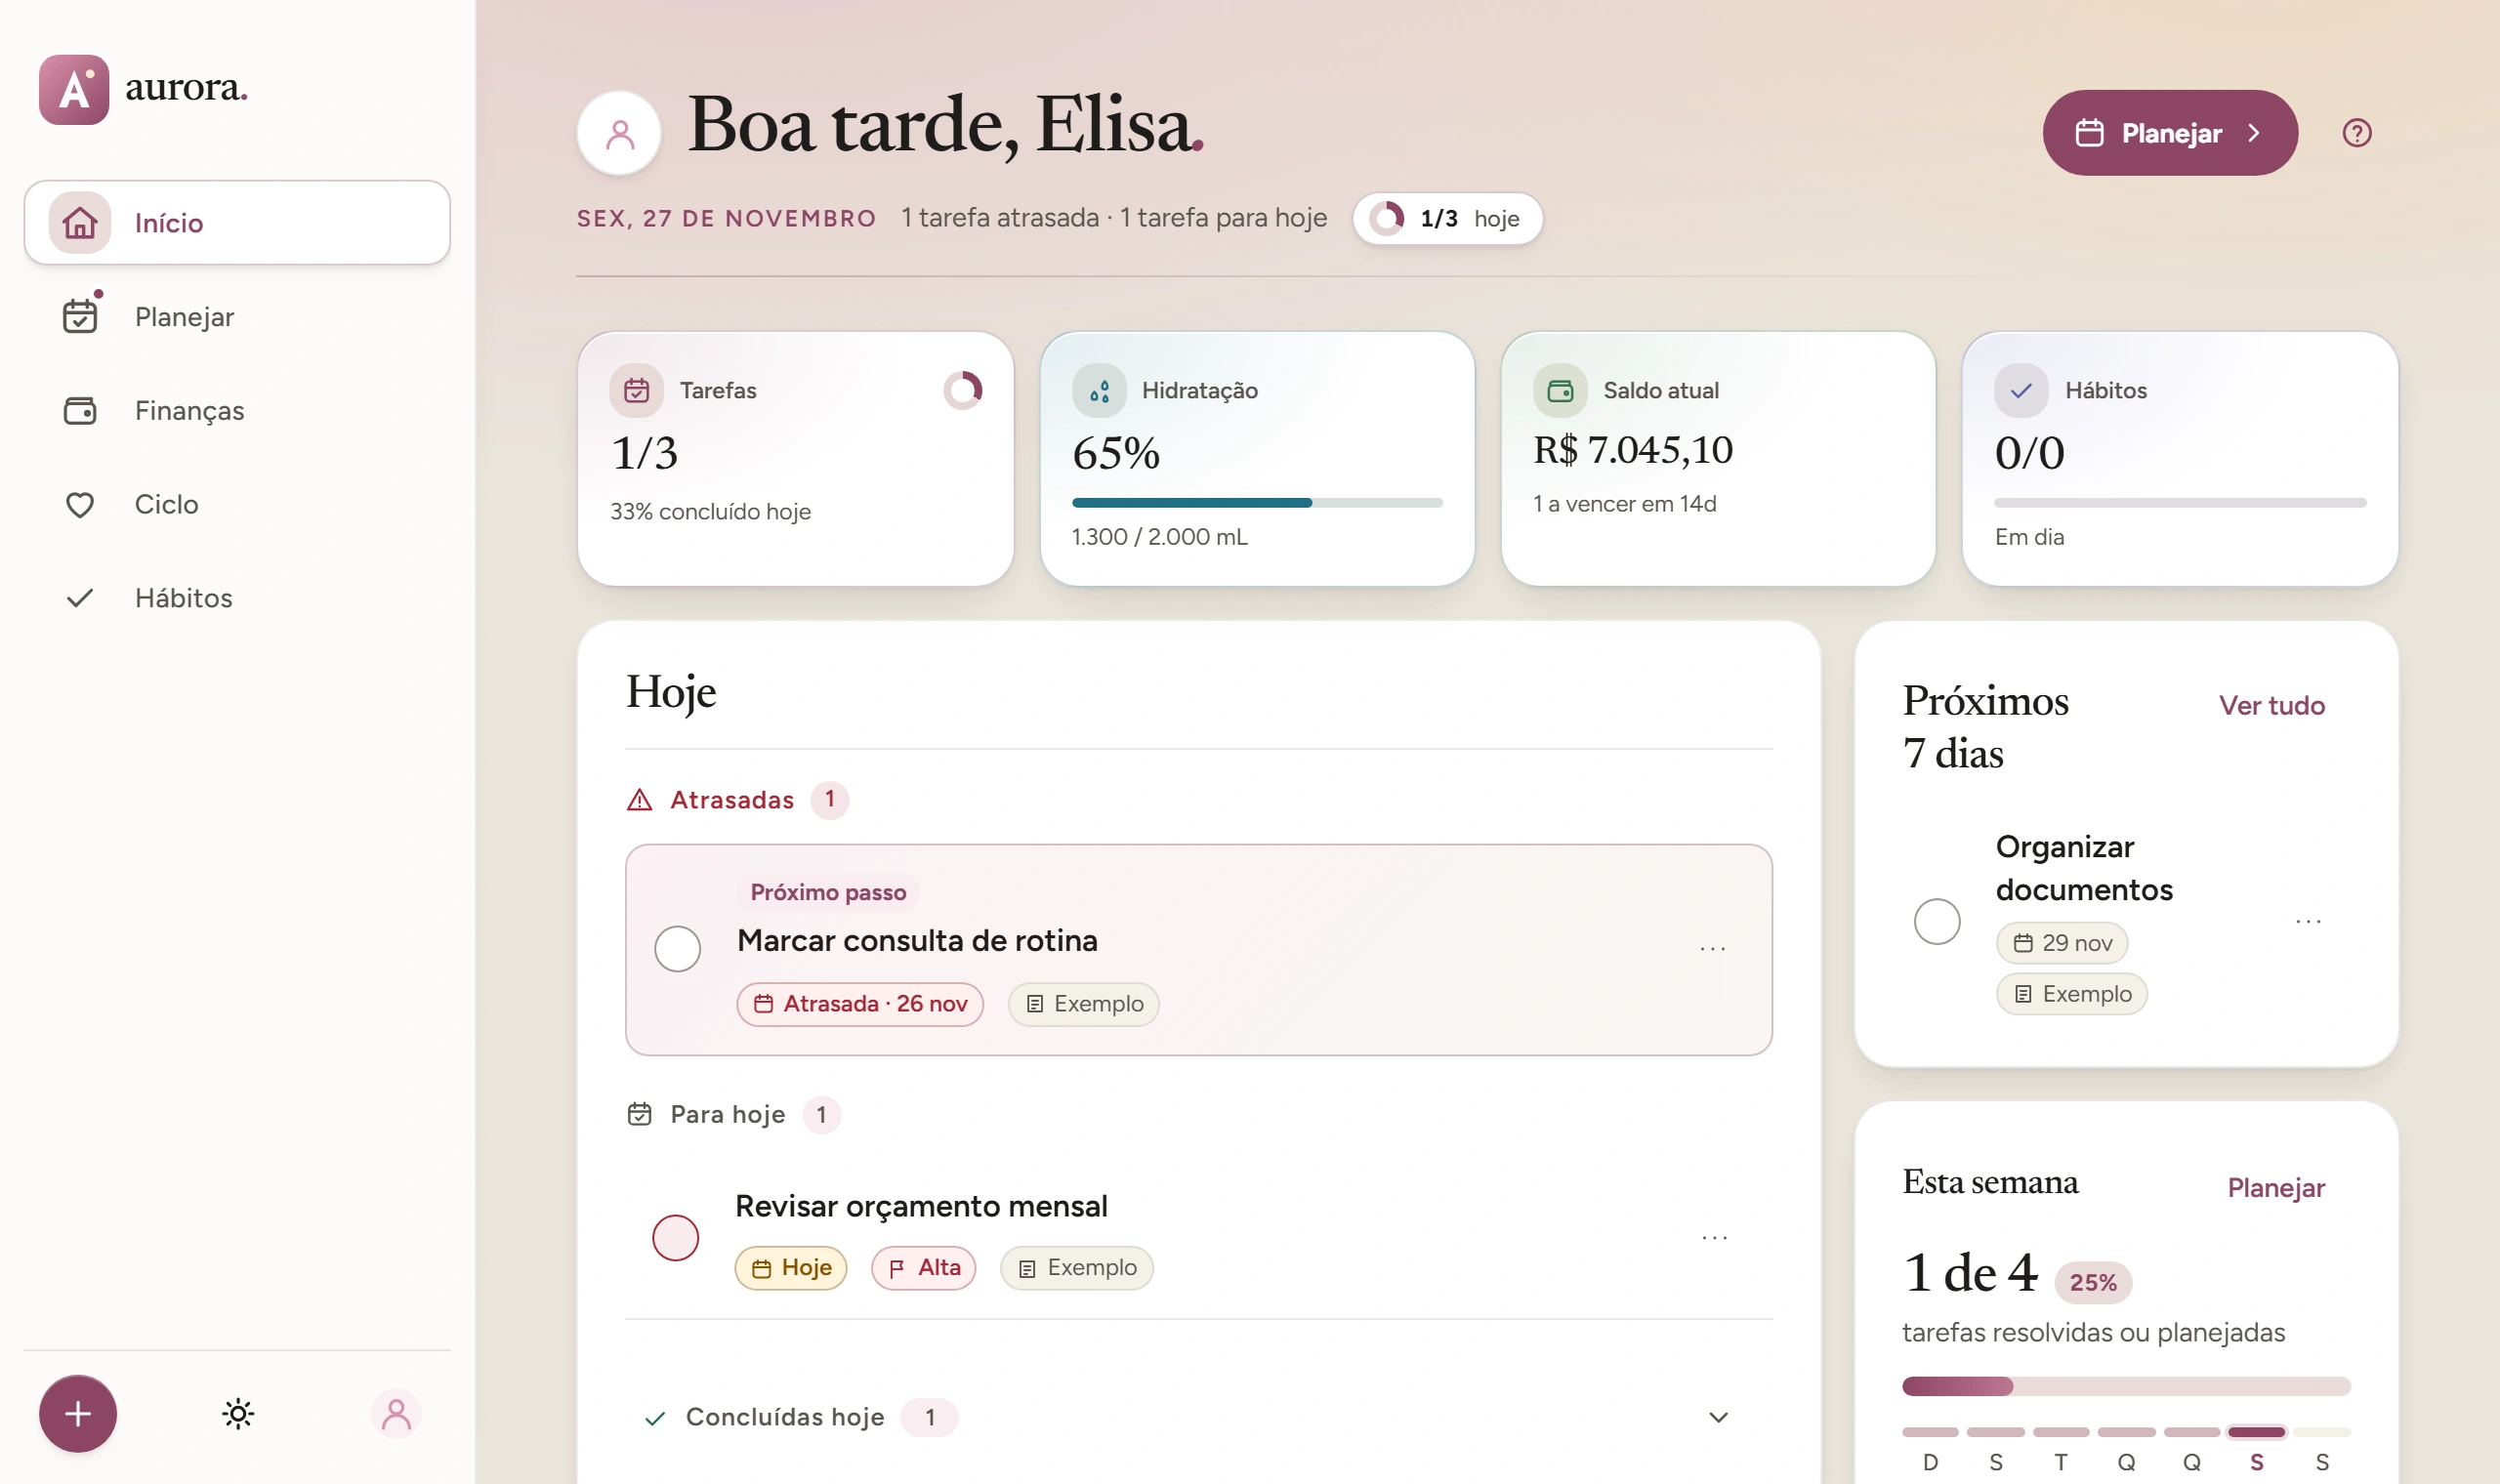 A
aurora.
Início
Planejar
Finanças
Ciclo
Hábitos
Boa tarde, Elisa.
SEX, 27 DE NOVEMBRO 1 tarefa atrasada · 1 tarefa para hoje 1/3 hoje
Planejar
Tarefas
1/3
33% concluído hoje
Hidratação
65%
1.300 / 2.000 mL
Saldo atual
R$ 7.045,10
1 a vencer em 14d
Hábitos
0/0
Em dia
Hoje
Atrasadas 1
Próximo passo
Marcar consulta de rotina
Atrasada · 26 nov Exemplo
Para hoje 1
Revisar orçamento mensal
Hoje Alta Exemplo
Concluídas hoje 1
Próximos
7 dias
Ver tudo
Organizar
documentos
29 nov
Exemplo
Esta semana
Planejar
1 de 4 25%
tarefas resolvidas ou planejadas
D S T Q Q S S